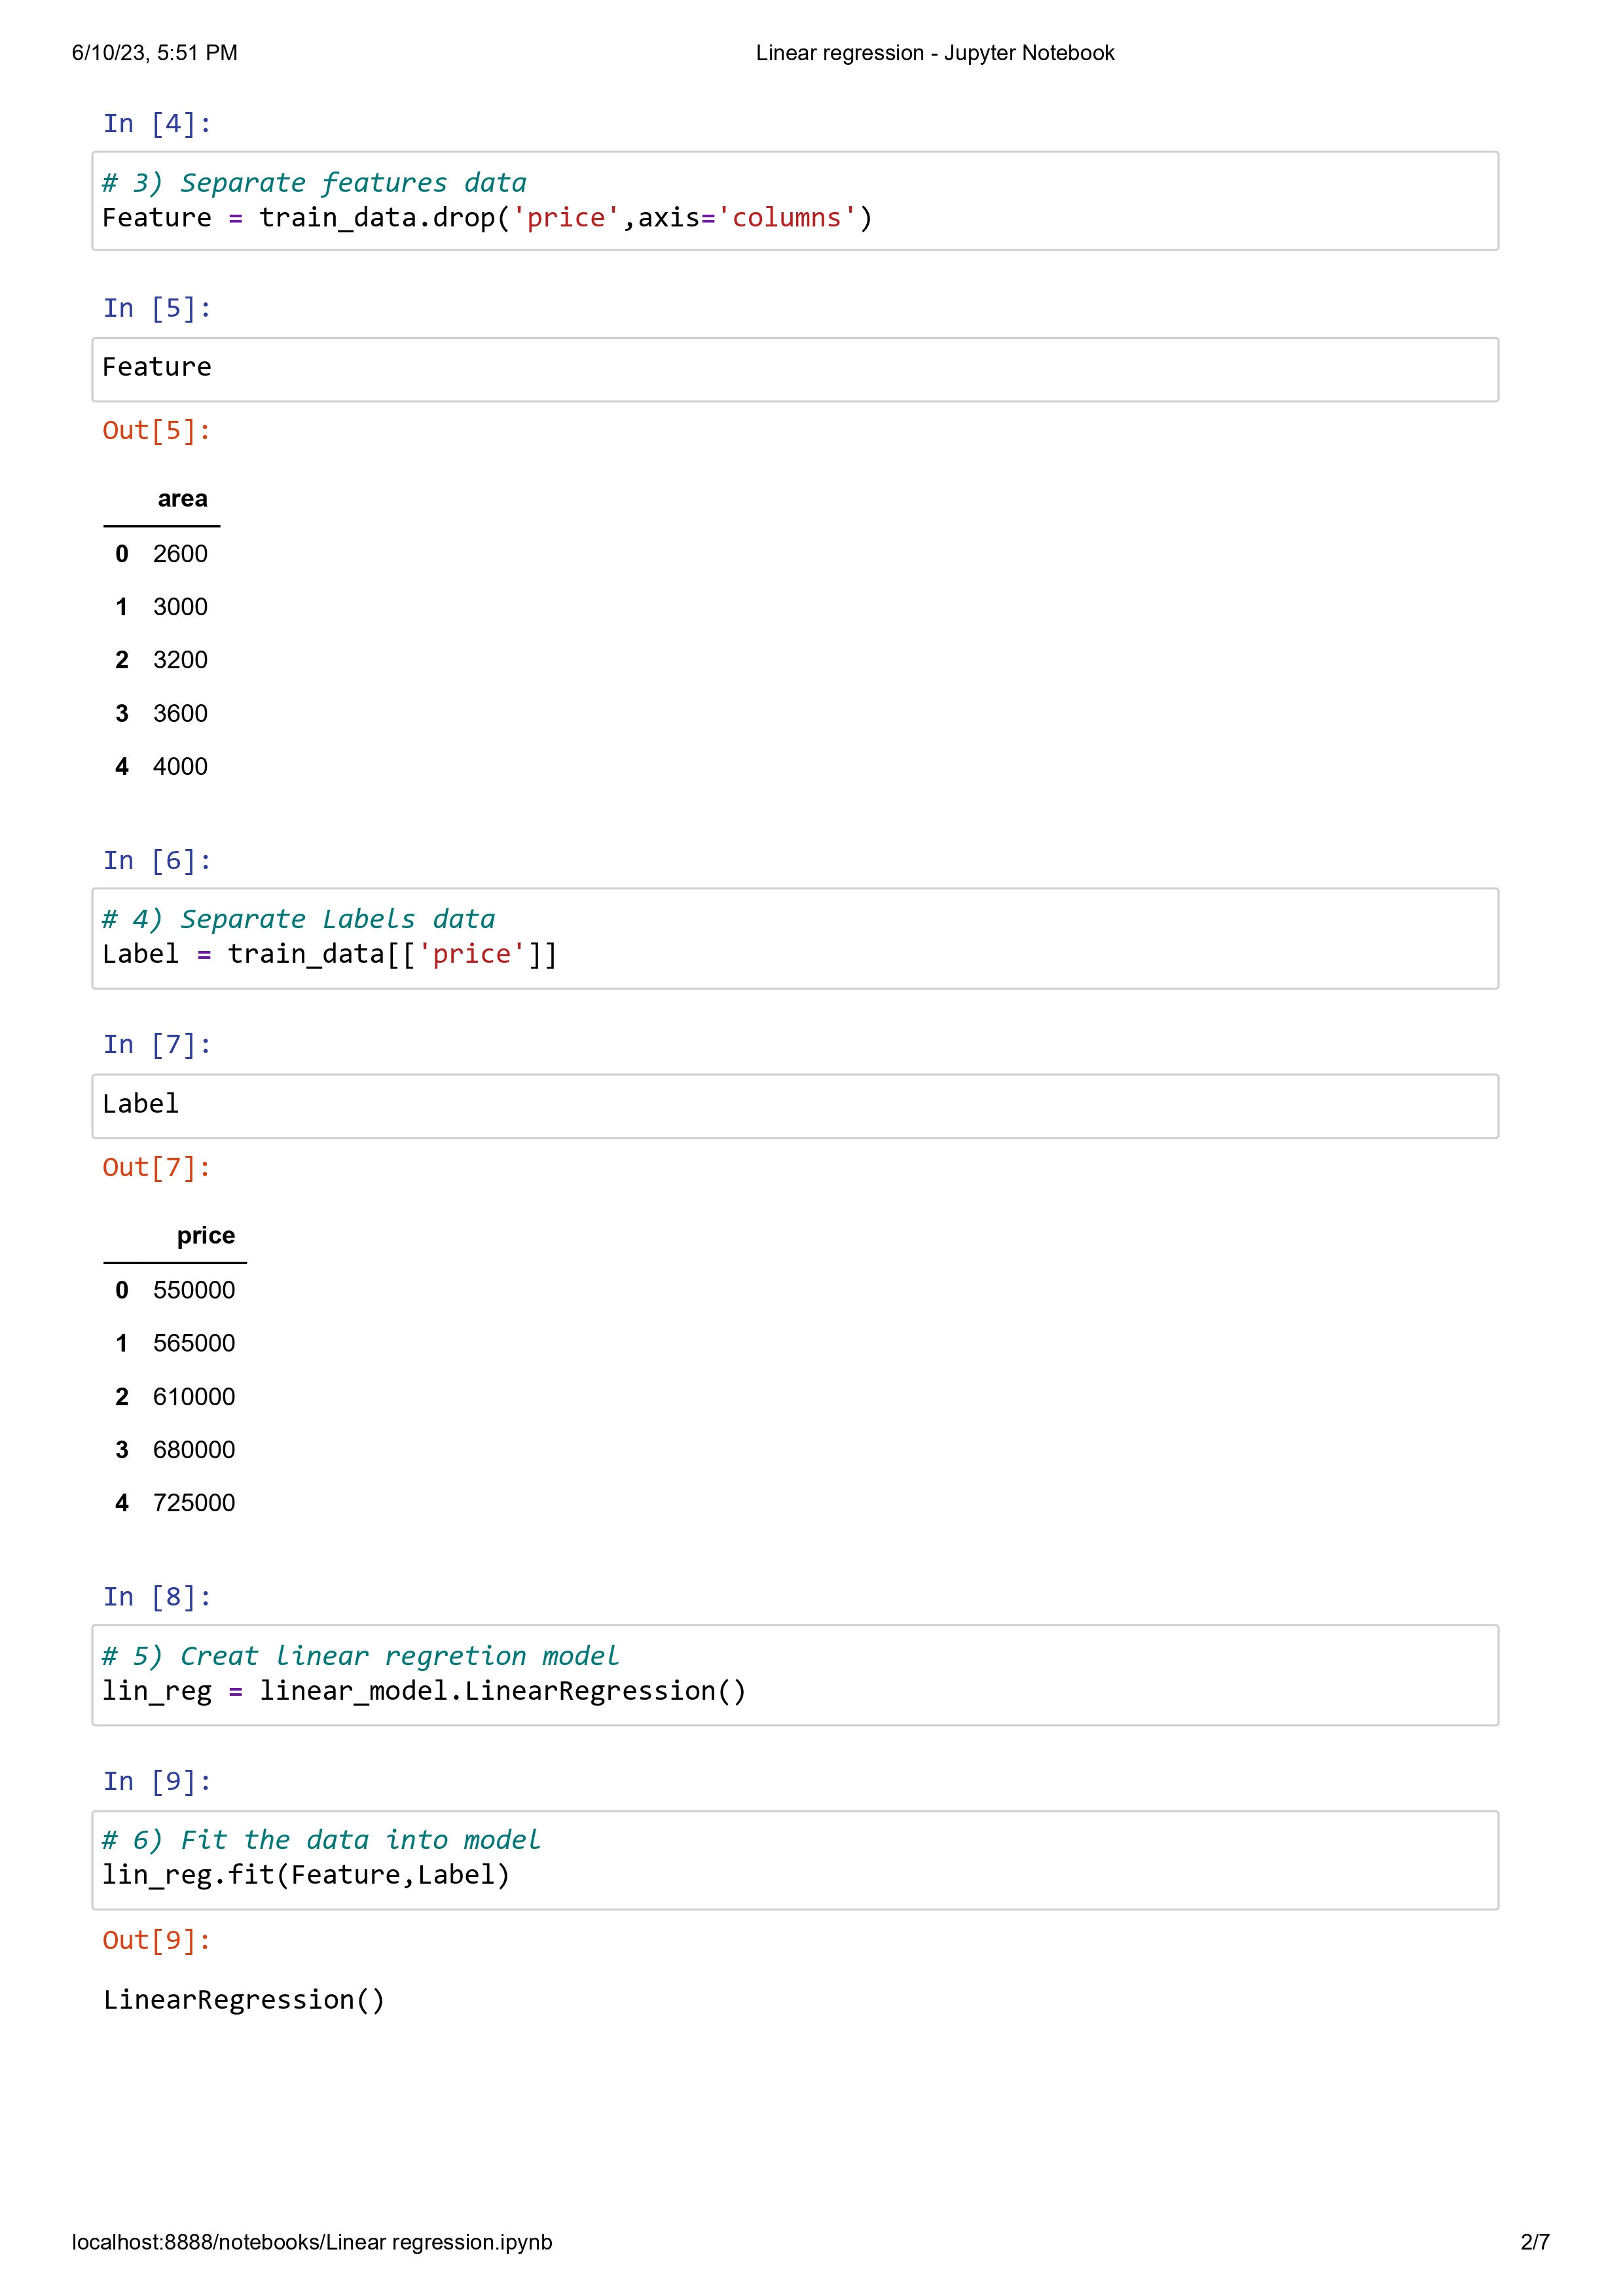 6/10/23, 5:51 PM Linear regression - Jupyter Notebook
In [4]:
# 3) Separate features data
Feature = train_data.drop('price',axis='columns')
In [5]:
Feature
Out[5]:
area
0 2600
1 3000
2 3200
3 3600
4 4000
In [6]:
# 4) Separate Labels data
Label = train_data[['price']]
In [7]:
Label
Out[7]:
price
0 550000
1 565000
2 610000
3 680000
4 725000
In [8]:
# 5) Creat linear regretion model
lin_reg = linear_model.LinearRegression()
In [9]:
# 6) Fit the data into model
lin_reg.fit(Feature,Label)
Out[9]:
LinearRegression()
localhost:8888/notebooks/Linear regression.ipynb 2/7